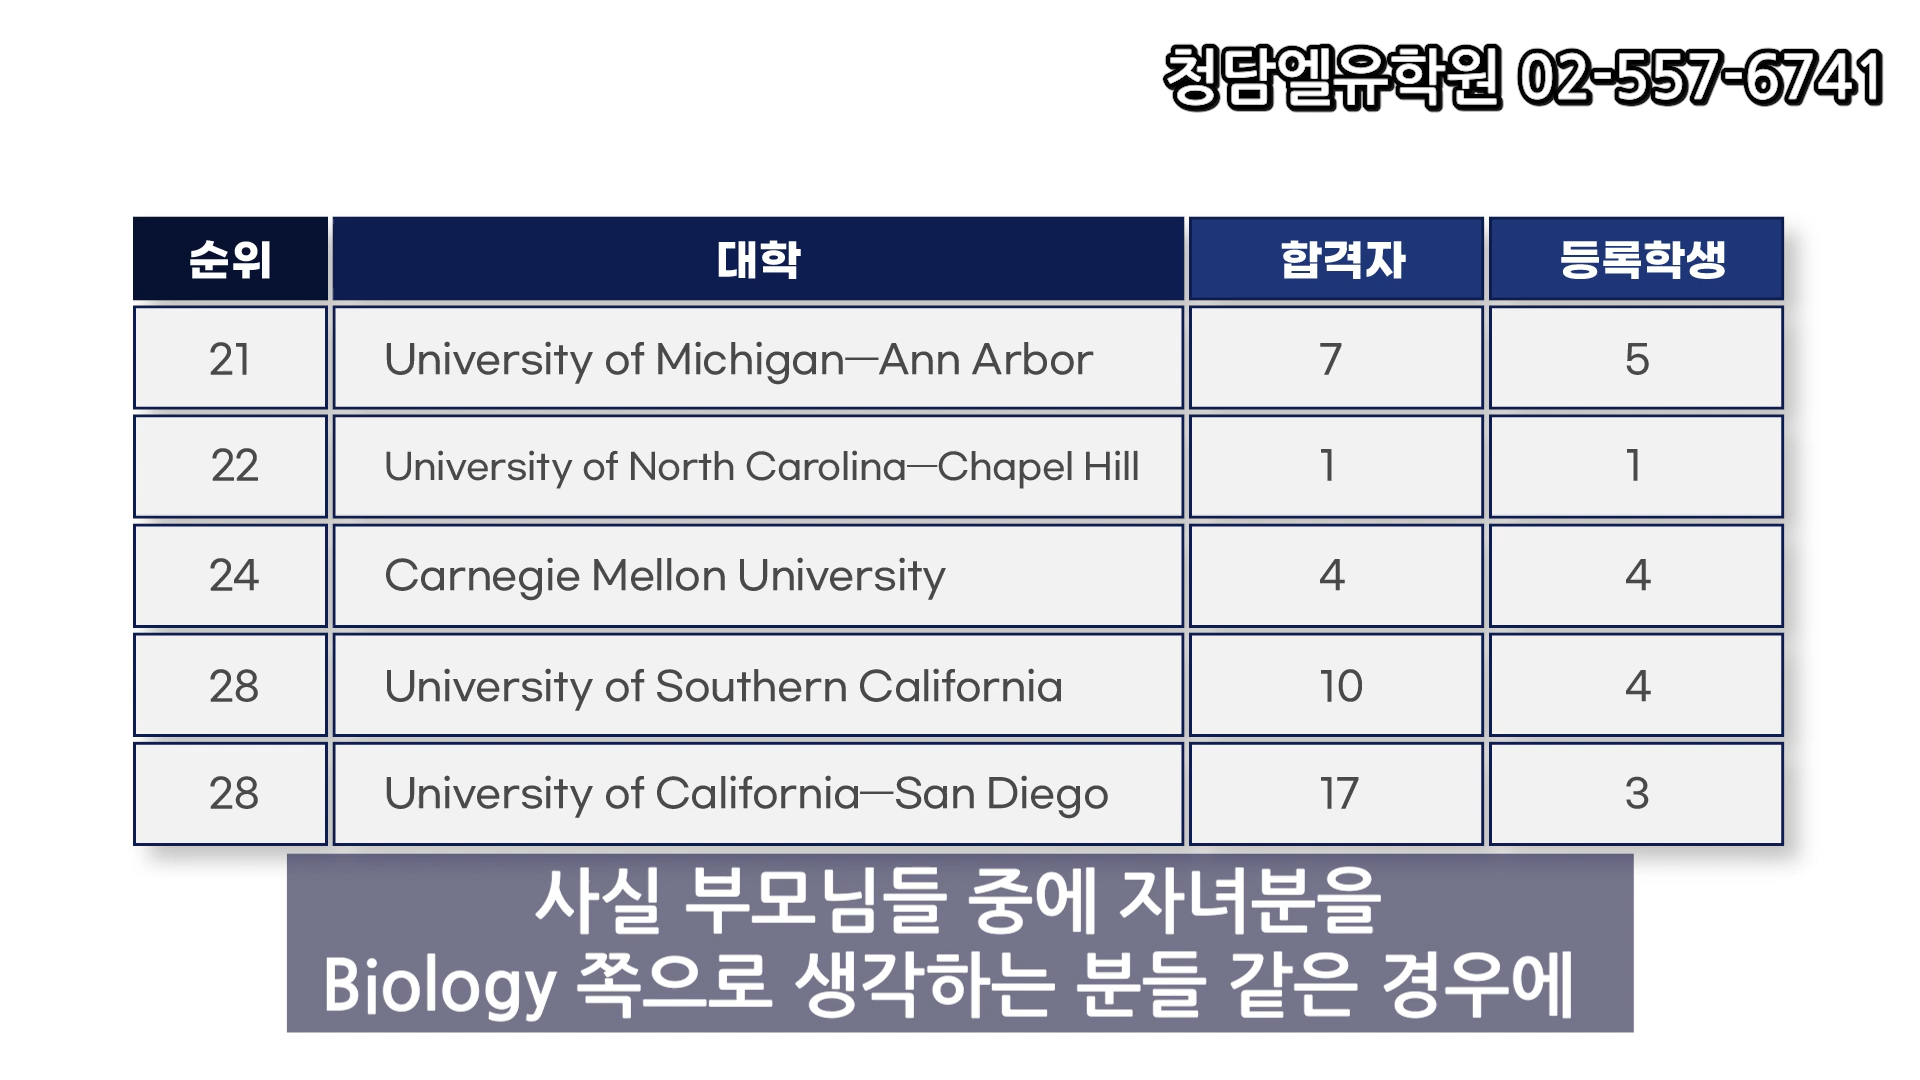 청담엘유학원 02-557-6741
순위 대학 합격자 등록학생
21 University of Michigan—Ann Arbor 7 5
22 University of North Carolina—Chapel Hill 1 1
24 Carnegie Mellon University 4 4
28 University of Southern California 10 4
28 University of California—San Diego 17 3
사실 부모님들 중에 자녀분을
Biology 쪽으로 생각하는 분들 같은 경우에